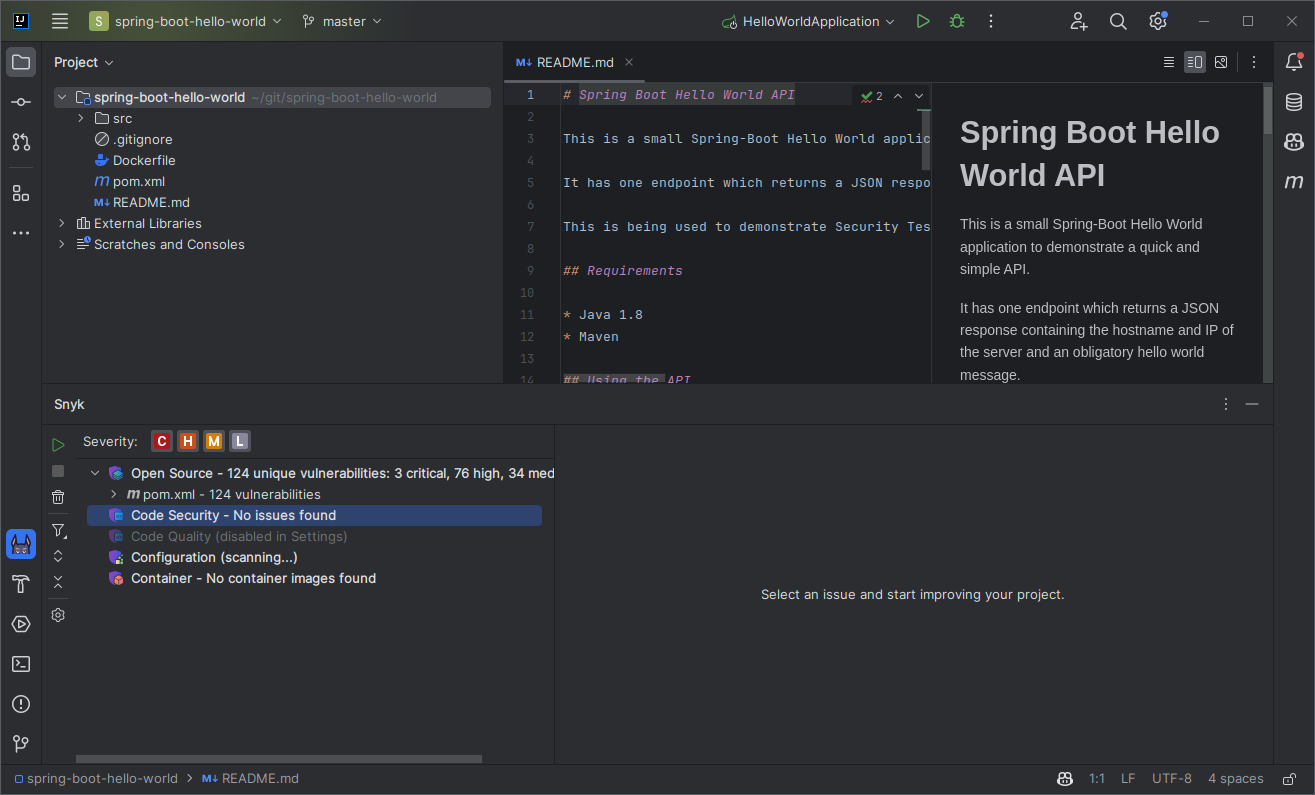 S spring-boot-hello-world master HelloWorldApplication
Project
spring-boot-hello-world ~/git/spring-boot-hello-world
src
.gitignore
Dockerfile
m pom.xml
M↓ README.md
External Libraries
Scratches and Consoles
M↓ README.md
1 # Spring Boot Hello World API
2 
2
3 This is a small Spring-Boot Hello World applic
4
5 It has one endpoint which returns a JSON respo
6
7 This is being used to demonstrate Security Tes
8
9 ## Requirements
10
11 * Java 1.8
12 * Maven
13
14 ## Using the API
Spring Boot Hello
World API
This is a small Spring-Boot Hello World
application to demonstrate a quick and
simple API.
It has one endpoint which returns a JSON
response containing the hostname and IP of
the server and an obligatory hello world
message.
m
Snyk
Severity: C H M L
Open Source - 124 unique vulnerabilities: 3 critical, 76 high, 34 med
m pom.xml - 124 vulnerabilities
Code Security - No issues found
Code Quality (disabled in Settings)
Configuration (scanning...)
Container - No container images found
Select an issue and start improving your project.
spring-boot-hello-world M↓ README.md 1:1 LF UTF-8 4 spaces